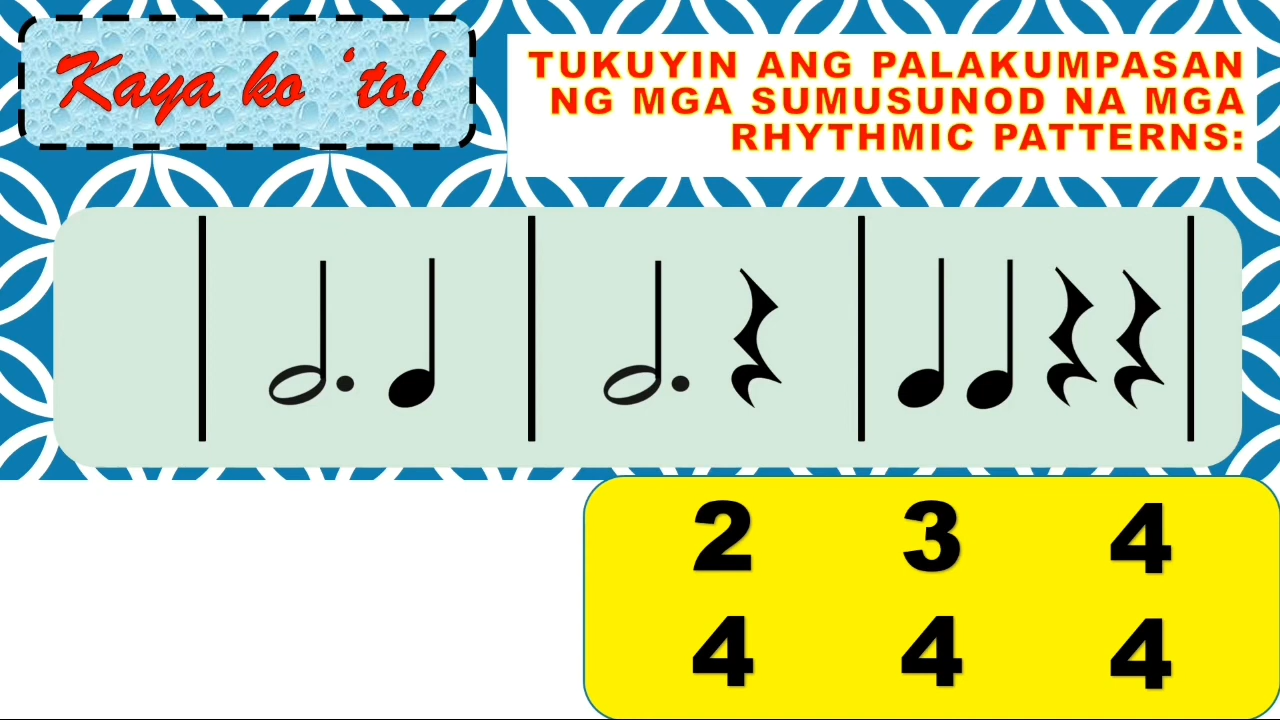 Kaya ko 'to!
TUKUYIN ANG PALAKUMPASAN
NG MGA SUMUSUNOD NA MGA
RHYTHMIC PATTERNS:
2 3 4
4 4 4